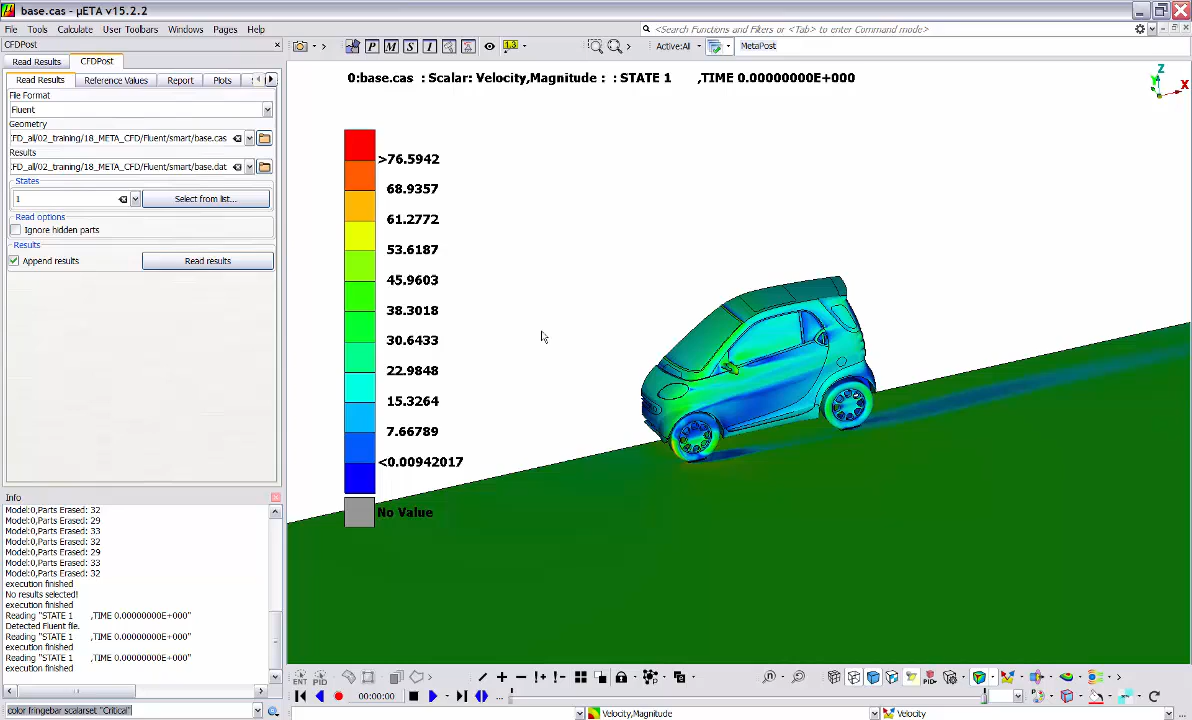 base.cas - µETA v15.2.2
File Tools Calculate User Toolbars Windows Pages Help
<Search Functions and Filters or <Tab> to enter Command mode>
CFDPost
Active:All
MetaPost
Read Results CFDPost
Read Results Reference Values Report Plots
File Format
Fluent
Geometry
:FD_all/02_training/18_META_CFD/Fluent/smart/base.cas
Results
:FD_all/02_training/18_META_CFD/Fluent/smart/base.dat
States
1
Select from list...
Read options
Ignore hidden parts
Results
Append results
Read results
0:base.cas : Scalar: Velocity,Magnitude : : STATE 1 ,TIME 0.00000000E+000
Z
Y
X
>76.5942
68.9357
61.2772
53.6187
45.9603
38.3018
30.6433
22.9848
15.3264
7.66789
<0.00942017
No Value
Info
Model:0,Parts Erased: 32
Model:0,Parts Erased: 29
Model:0,Parts Erased: 33
Model:0,Parts Erased: 32
Model:0,Parts Erased: 29
Model:0,Parts Erased: 33
Model:0,Parts Erased: 32
execution finished
No results selected!
execution finished
Reading "STATE 1 ,TIME 0.00000000E+000"
Detected Fluent file.
Reading "STATE 1 ,TIME 0.00000000E+000"
execution finished
Reading "STATE 1 ,TIME 0.00000000E+000"
execution finished
color fringebar scalarset "Critical"
ENT PID
00:00:00
Velocity,Magnitude
Velocity